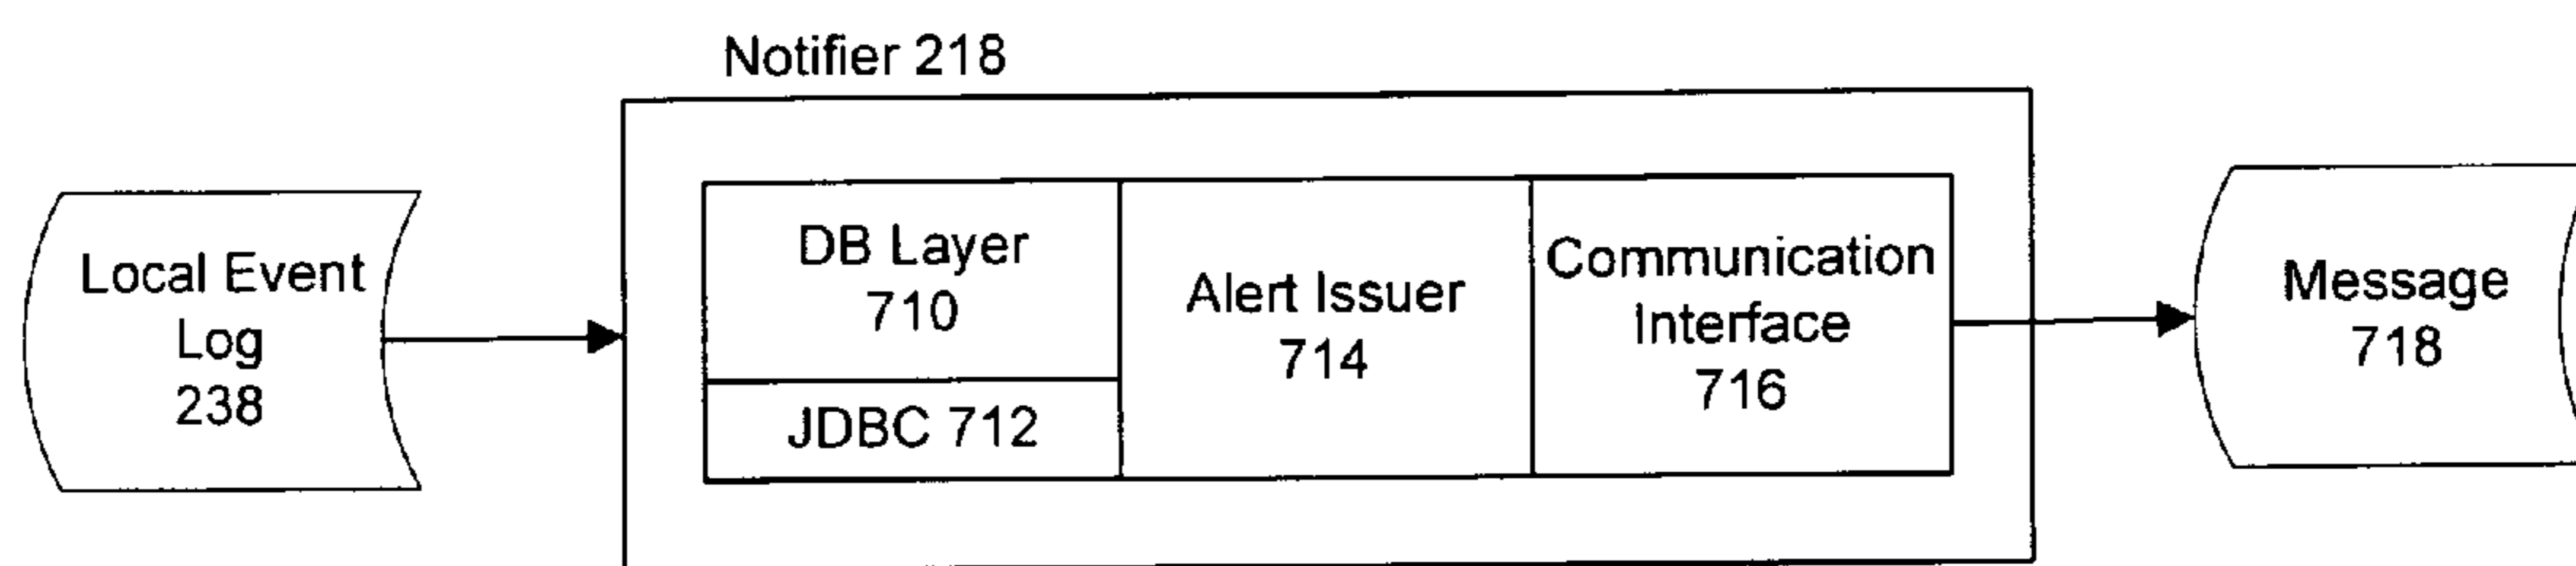 Notifier 218
Local Event
Log
238
DB Layer
710
JDBC 712
Alert Issuer
714
Communication
Interface
716
Message
718